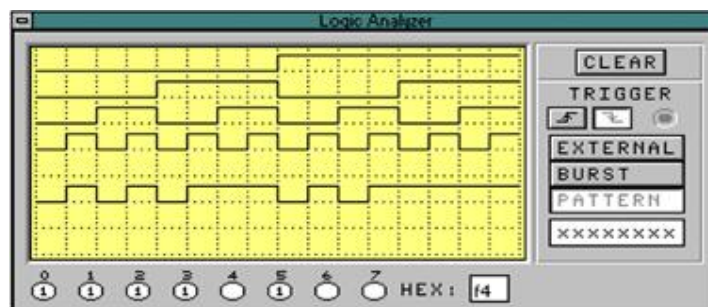 Logic Analyzer
CLEAR
TRIGGER
EXTERNAL
BURST
PATTERN
xxxxxxxx
0 1 2 3 4 5 6 7
1 1 1 1 1 HEX: f4